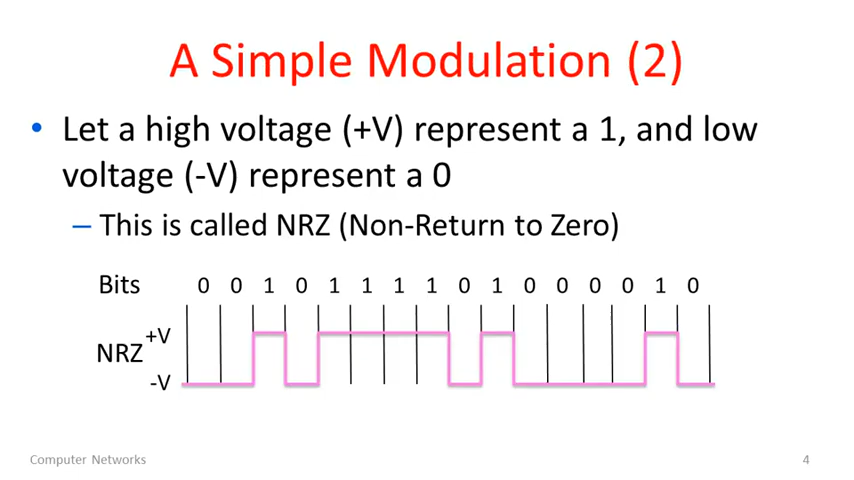 A Simple Modulation (2)
• Let a high voltage (+V) represent a 1, and low
voltage (-V) represent a 0
– This is called NRZ (Non-Return to Zero)
Bits 0 0 1 0 1 1 1 1 0 1 0 0 0 0 1 0
+V
NRZ
-V
Computer Networks 4